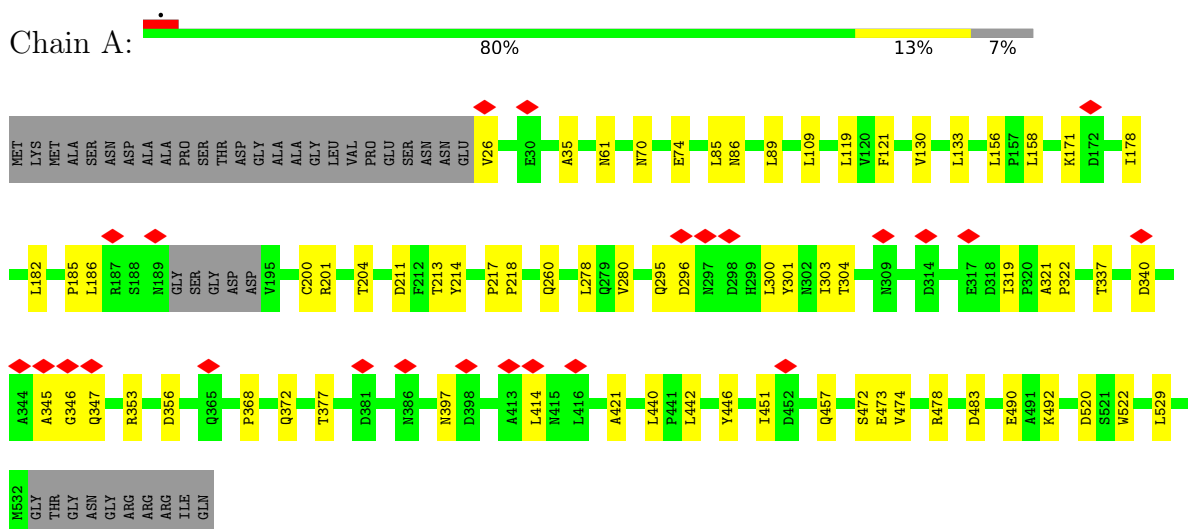 Chain A:
80% 13% 7%
MET LYS MET ALA SER ASN ASP ALA ALA PRO SER THR ASP GLY ALA ALA GLY LEU VAL PRO GLU SER ASN ASN GLU V26 E30 A35 N61 N70 E74 L85 N86 L89 L109 L119 V120 F121 V130 L133 L156 P157 L158 K171 D172 I178
L182 P185 L186 R187 S188 N189 GLY SER GLY ASP ASP V195 C200 R201 T204 D211 F212 T213 Y214 P217 P218 Q260 L278 Q279 V280 Q295 D296 N297 D298 H299 L300 Y301 N302 I303 T304 N309 D314 E317 D318 I319 P320 A321 P322 T337 D340
A344 A345 G346 Q347 R353 D356 Q365 P368 Q372 T377 D381 N386 N397 D398 A413 L414 N415 L416 A421 L440 P441 L442 Y446 I451 D452 Q457 S472 E473 V474 R478 D483 E490 A491 K492 D520 S521 W522 L529
M532 GLY THR GLY ASN GLY ARG ARG ARG ILE GLN